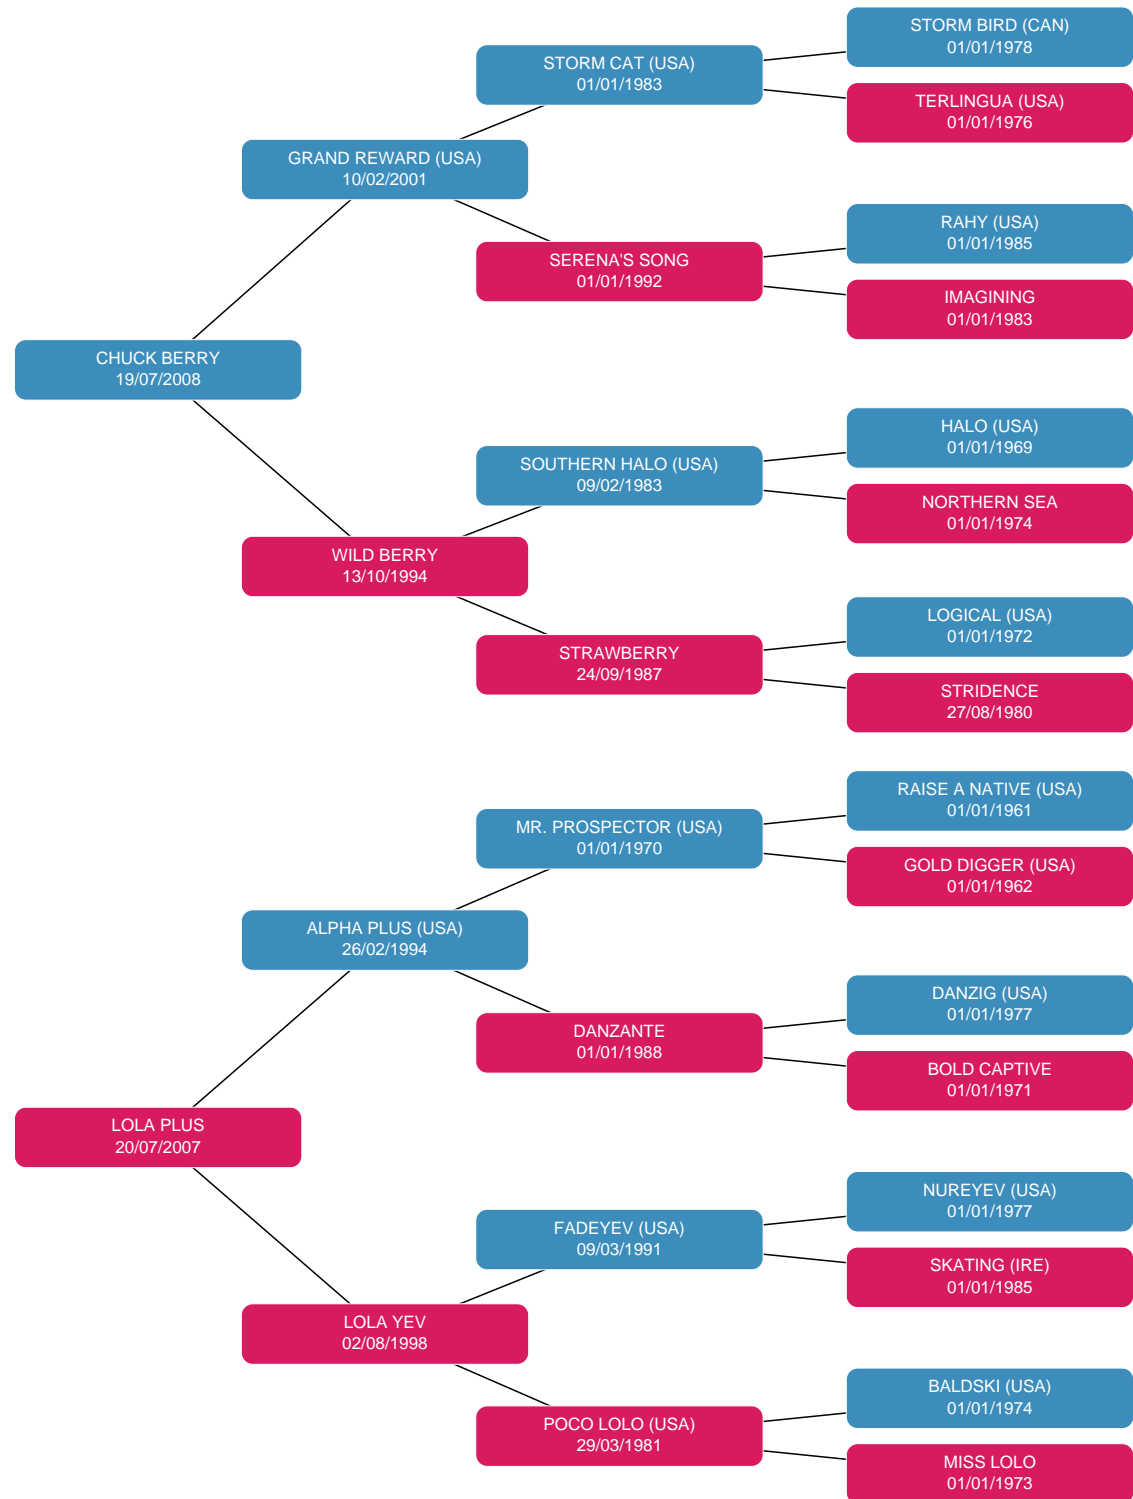 STORM BIRD (CAN)
01/01/1978
STORM CAT (USA)
01/01/1983
TERLINGUA (USA)
01/01/1976
GRAND REWARD (USA)
10/02/2001
RAHY (USA)
01/01/1985
SERENA'S SONG
01/01/1992
IMAGINING
01/01/1983
CHUCK BERRY
19/07/2008
HALO (USA)
01/01/1969
SOUTHERN HALO (USA)
09/02/1983
NORTHERN SEA
01/01/1974
WILD BERRY
13/10/1994
LOGICAL (USA)
01/01/1972
STRAWBERRY
24/09/1987
STRIDENCE
27/08/1980
RAISE A NATIVE (USA)
01/01/1961
MR. PROSPECTOR (USA)
01/01/1970
GOLD DIGGER (USA)
01/01/1962
ALPHA PLUS (USA)
26/02/1994
DANZIG (USA)
01/01/1977
DANZANTE
01/01/1988
BOLD CAPTIVE
01/01/1971
LOLA PLUS
20/07/2007
NUREYEV (USA)
01/01/1977
FADEYEV (USA)
09/03/1991
SKATING (IRE)
01/01/1985
LOLA YEV
02/08/1998
BALDSKI (USA)
01/01/1974
POCO LOLO (USA)
29/03/1981
MISS LOLO
01/01/1973